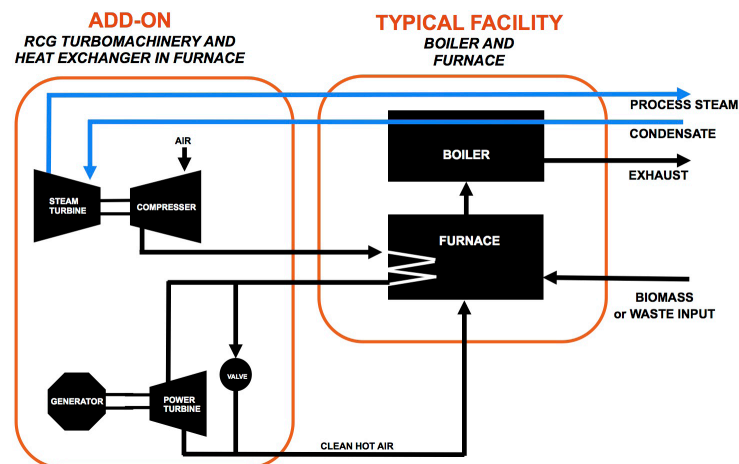 ADD-ON
RCG TURBOMACHINERY AND
HEAT EXCHANGER IN FURNACE
TYPICAL FACILITY
BOILER AND
FURNACE
PROCESS STEAM
CONDENSATE
EXHAUST
AIR
BOILER
STEAM
TURBINE
COMPRESSER
FURNACE
BIOMASS
or WASTE INPUT
VALVE
GENERATOR
POWER
TURBINE
CLEAN HOT AIR